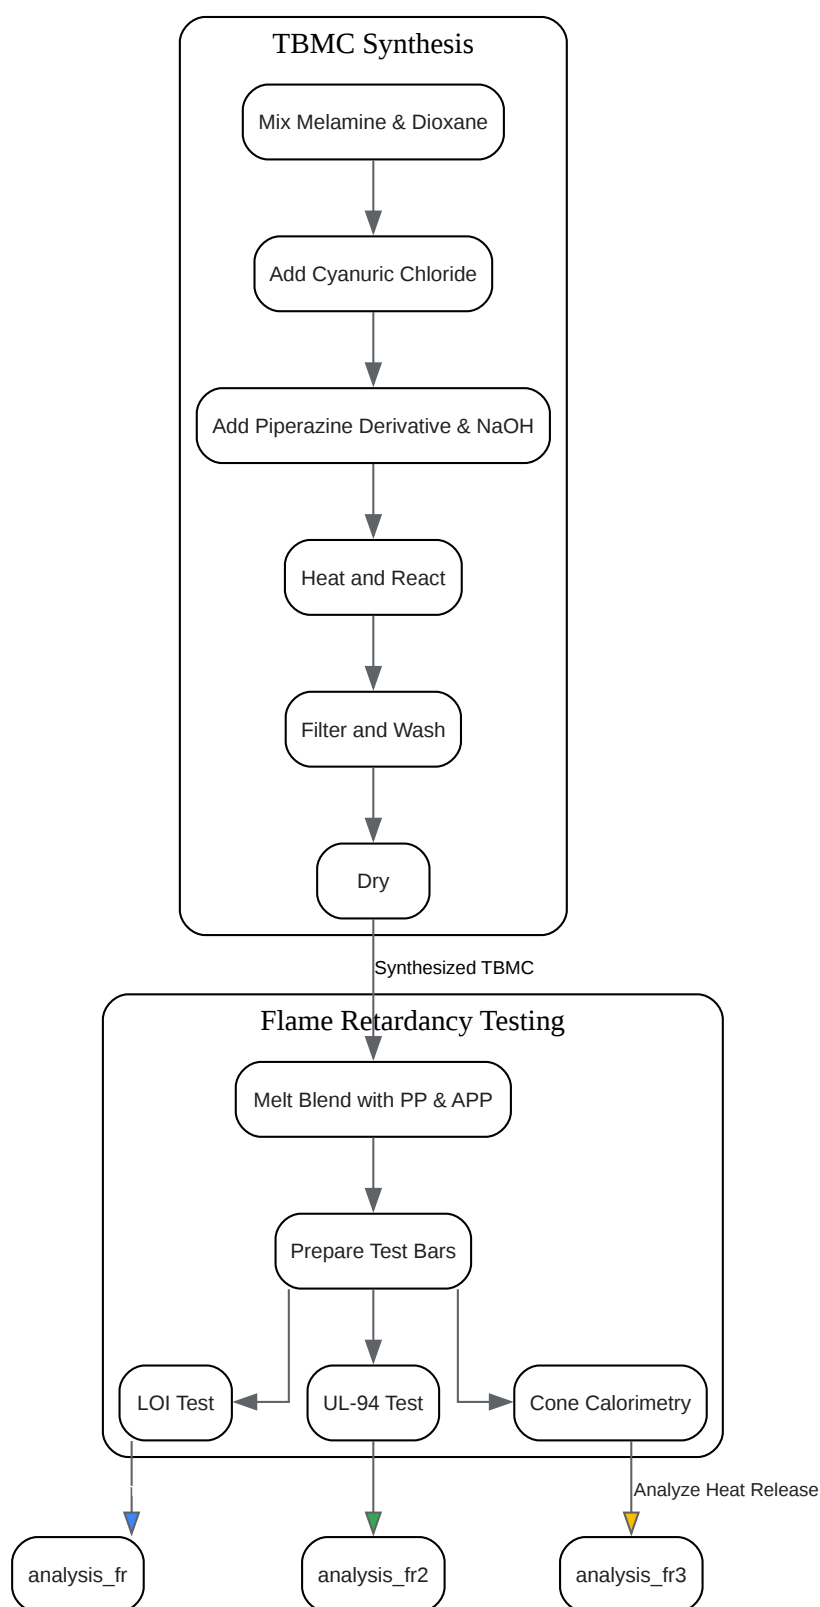 TBMC Synthesis
Mix Melamine & Dioxane
Add Cyanuric Chloride
Add Piperazine Derivative & NaOH
Heat and React
Filter and Wash
Dry
Synthesized TBMC
Flame Retardancy Testing
Melt Blend with PP & APP
Prepare Test Bars
LOI Test
UL-94 Test
Cone Calorimetry
Analyze Heat Release
analysis_fr
analysis_fr2
analysis_fr3